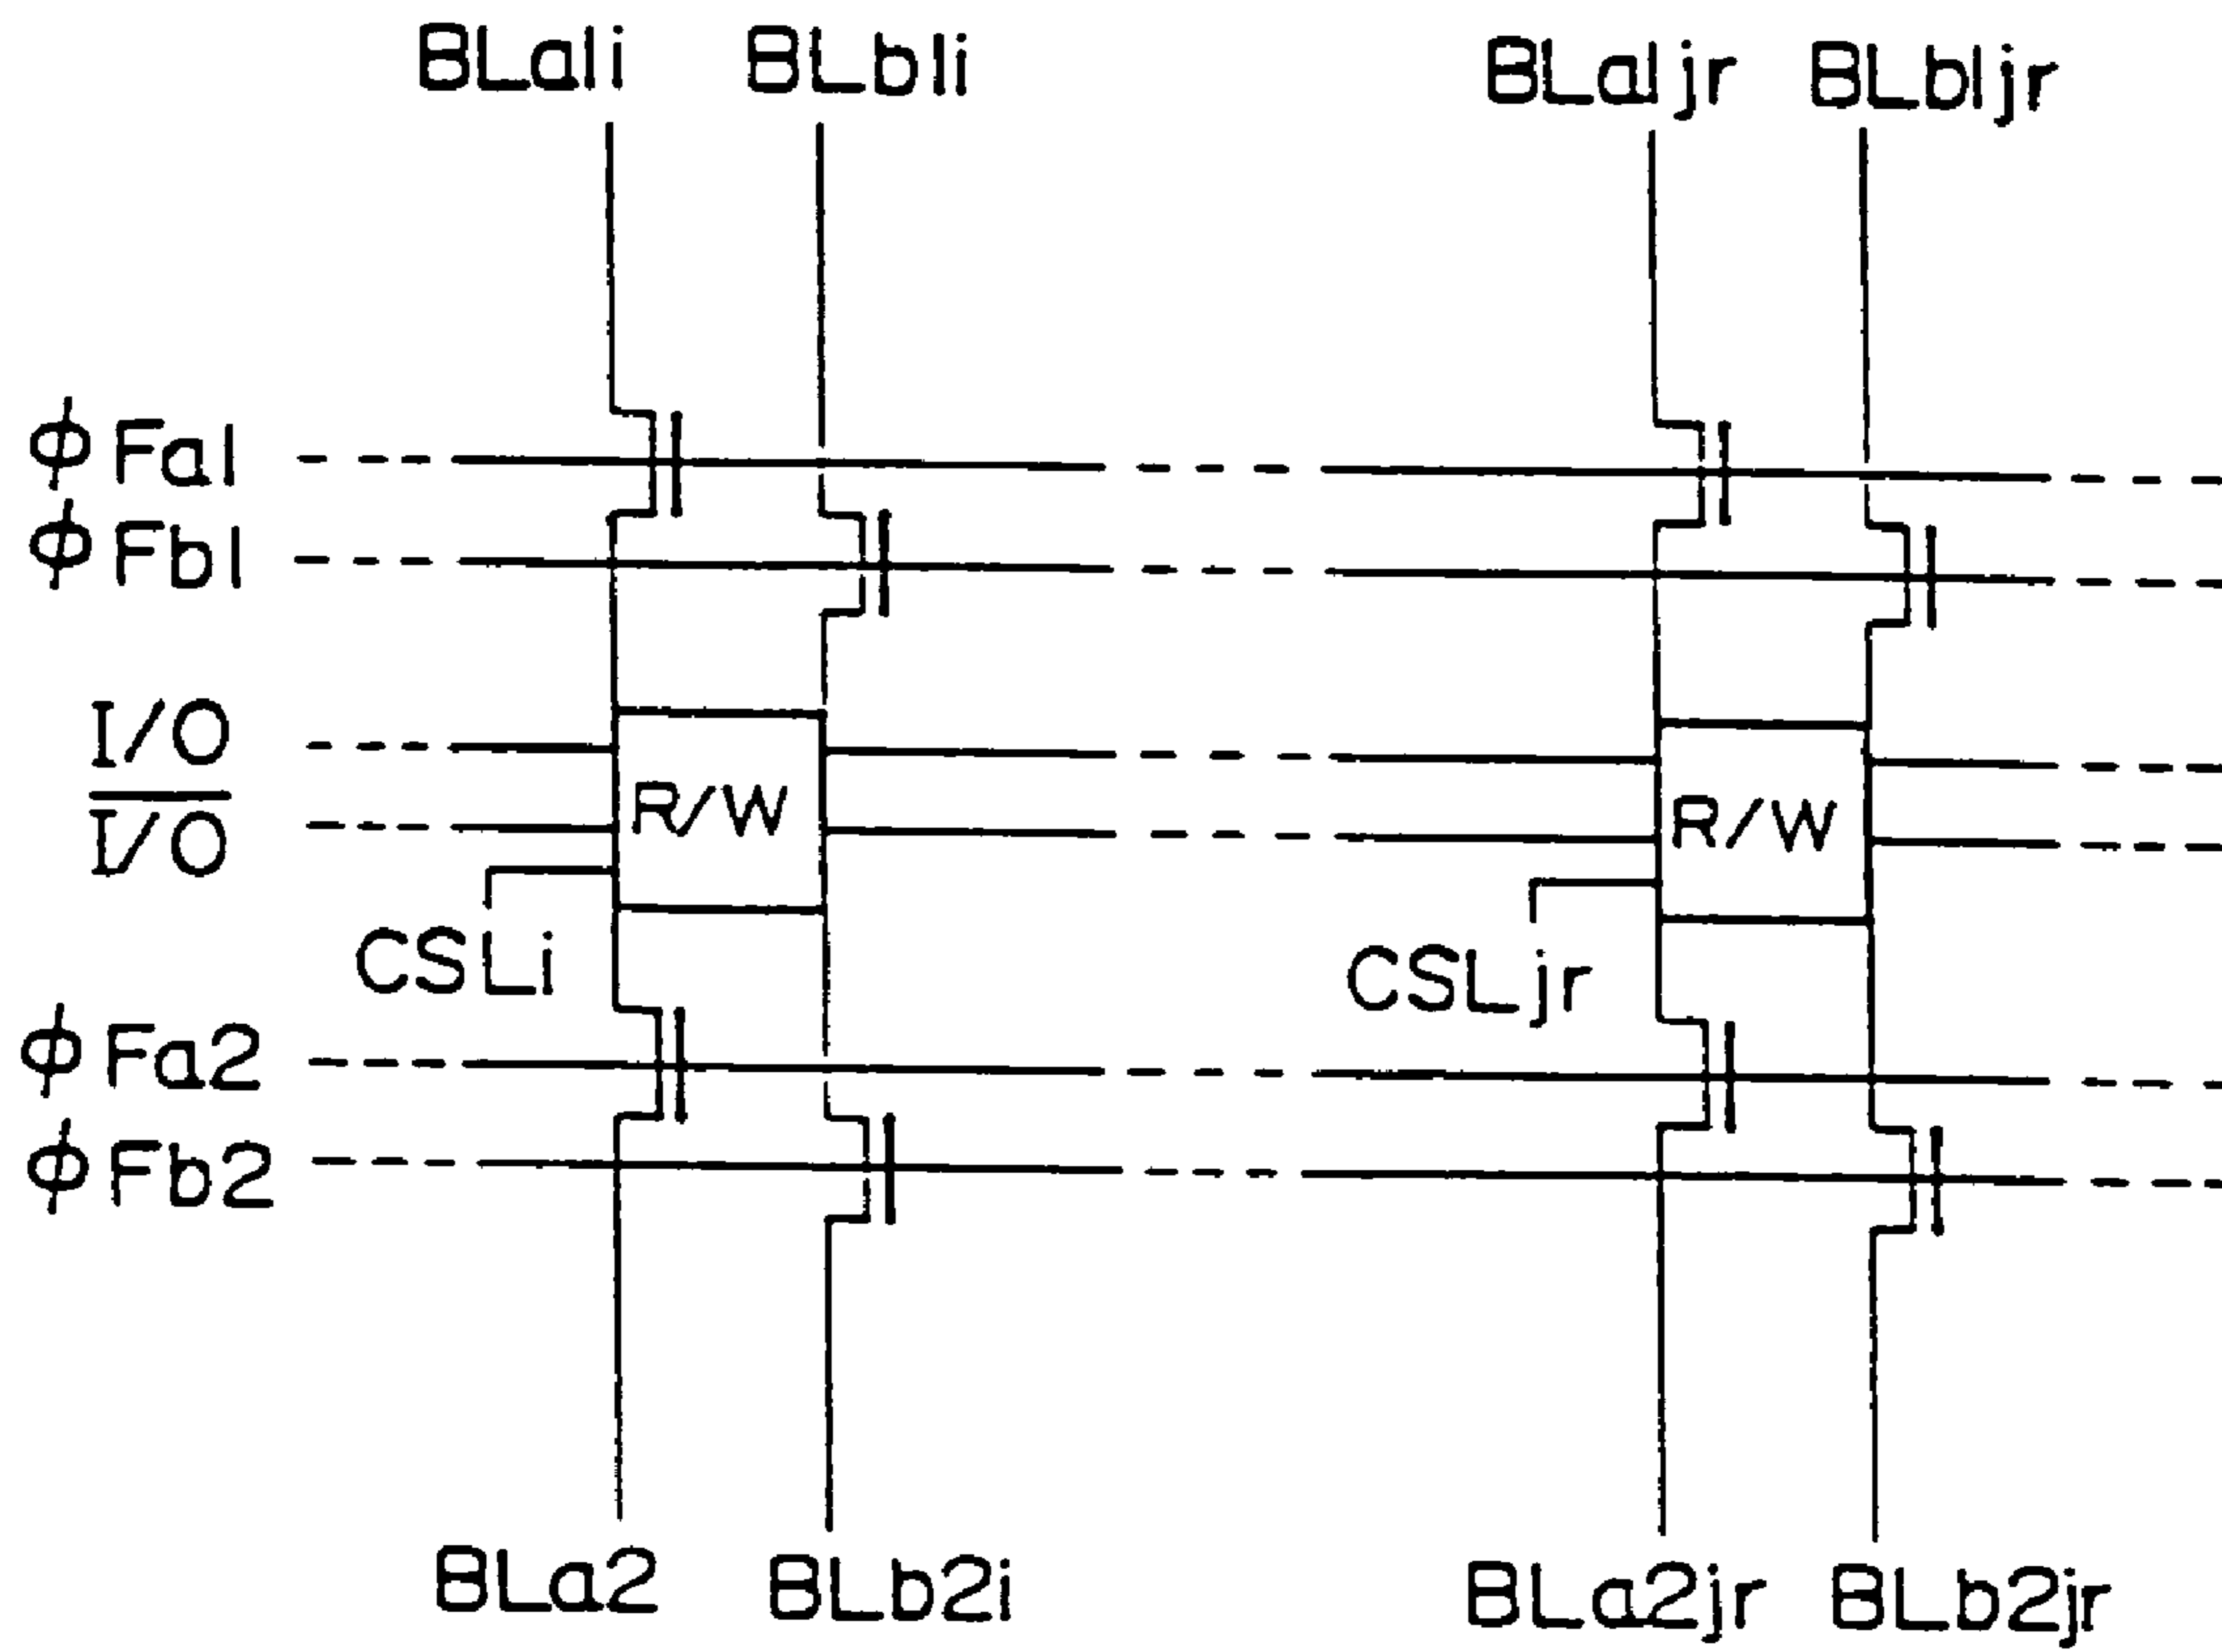 BLa1i BLb1i BLa1jr BLb1jr
φFa1
φFb1
I/O
I/O
R/W R/W
CSLi CSLjr
φFa2
φFb2
BLa2 BLb2i BLa2jr BLb2jr